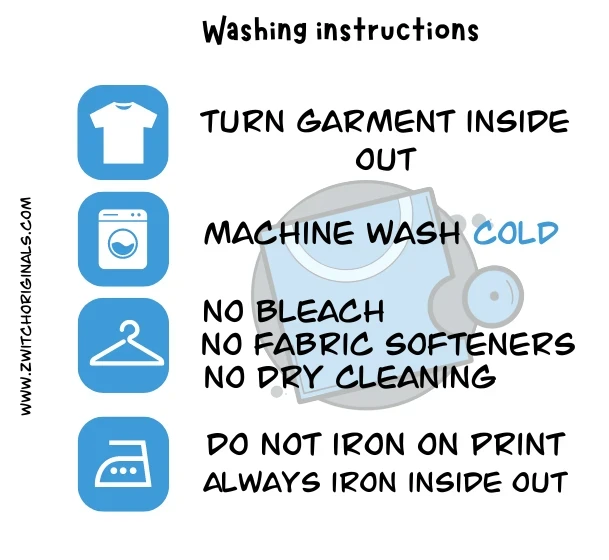 Washing instructions
TURN GARMENT INSIDE
OUT
MACHINE WASH COLD
NO BLEACH
NO FABRIC SOFTENERS
NO DRY CLEANING
DO NOT IRON ON PRINT
ALWAYS IRON INSIDE OUT
WWW.ZWITCHORIGINALS.COM